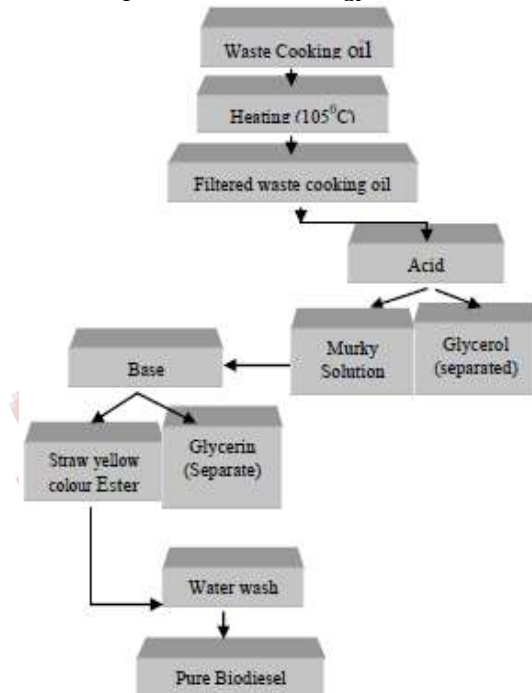 Waste Cooking oil
Heating (105⁰C)
Filtered waste cooking oil
Acid
Murky
Solution
Glycerol
(separated)
Base
Straw yellow
colour Ester
Glycerin
(Separate)
Water wash
Pure Biodiesel